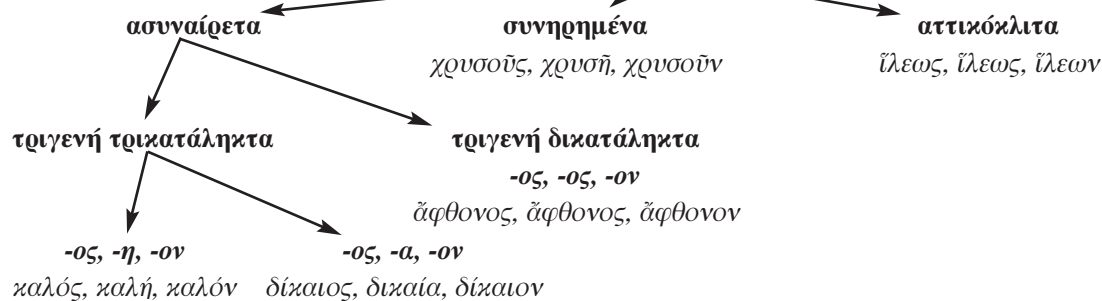 ασυναίρετα συνηρημένα αττικόκλιτα
χρυσοῦς, χρυσῆ, χρυσοῦν ἵλεως, ἵλεως, ἵλεων
τριγενή τρικατάληκτα τριγενή δικατάληκτα
-ος, -ος, -ον
ἄφθονος, ἄφθονος, ἄφθονον
-ος, -η, -ον -ος, -α, -ον
καλός, καλή, καλόν δίκαιος, δικαία, δίκαιον